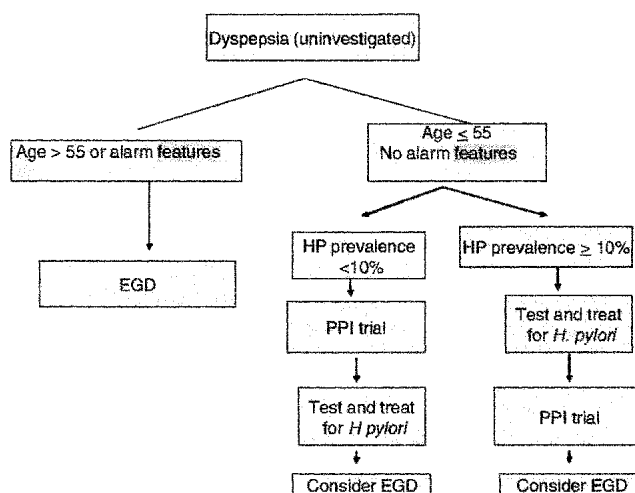 Dyspepsia (uninvestigated)
Age > 55 or alarm features
Age ≤ 55
No alarm features
EGD
HP prevalence
<10%
PPI trial
Test and treat
for H pylori
Consider EGD
HP prevalence ≥ 10%
Test and treat
for H. pylori
PPI trial
Consider EGD